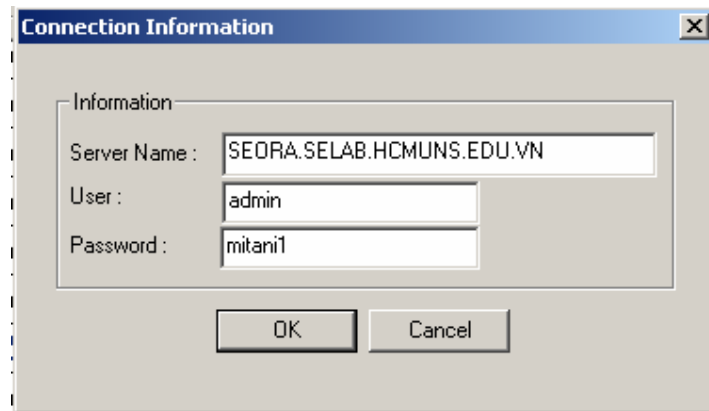 Connection Information
Information
Server Name : SEORA.SELAB.HCMUNS.EDU.VN
User : admin
Password : mitani1
OK Cancel